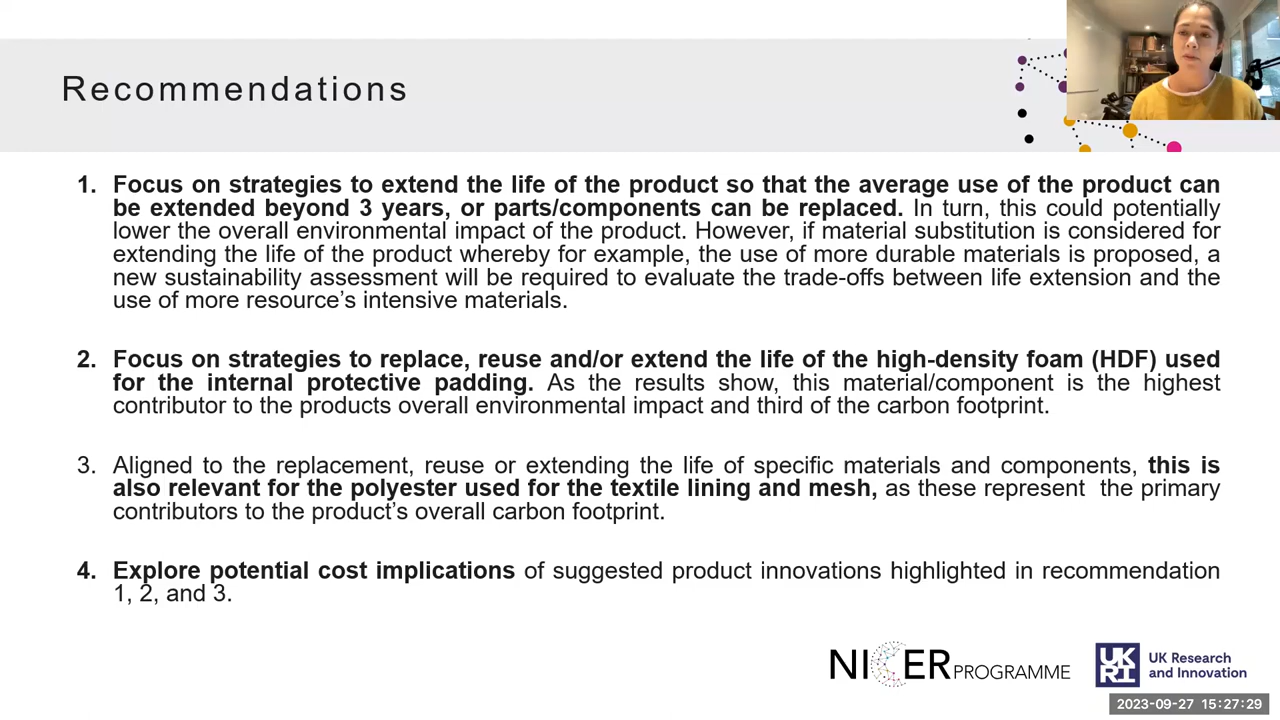 Recommendations
1. Focus on strategies to extend the life of the product so that the average use of the product can
be extended beyond 3 years, or parts/components can be replaced. In turn, this could potentially
lower the overall environmental impact of the product. However, if material substitution is considered for
extending the life of the product whereby for example, the use of more durable materials is proposed, a
new sustainability assessment will be required to evaluate the trade-offs between life extension and the
use of more resource's intensive materials.
2. Focus on strategies to replace, reuse and/or extend the life of the high-density foam (HDF) used
for the internal protective padding. As the results show, this material/component is the highest
contributor to the products overall environmental impact and third of the carbon footprint.
3. Aligned to the replacement, reuse or extending the life of specific materials and components, this is
also relevant for the polyester used for the textile lining and mesh, as these represent the primary
contributors to the product's overall carbon footprint.
4. Explore potential cost implications of suggested product innovations highlighted in recommendation
1, 2, and 3.
NICER PROGRAMME
UKRI
UK Research
and Innovation
2023-09-27 15:27:29